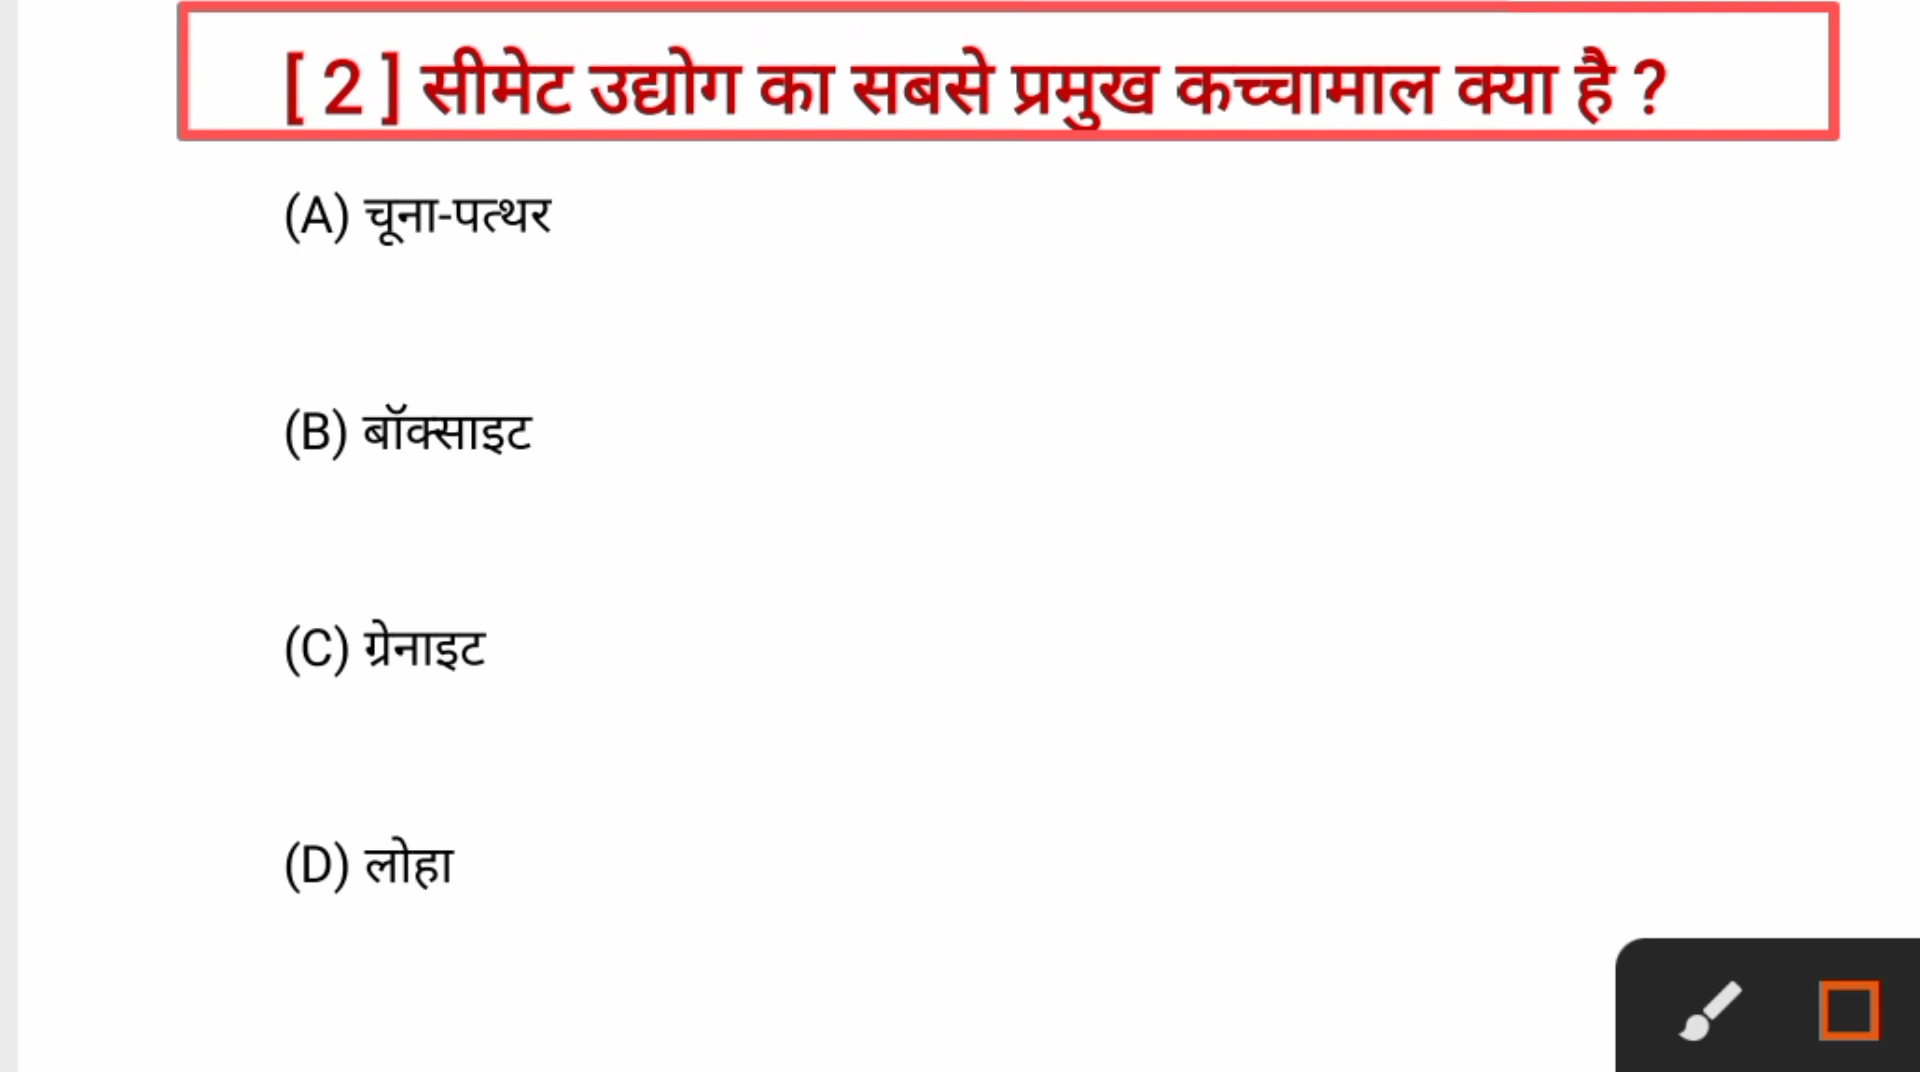 [ 2 ] सीमेट उद्योग का सबसे प्रमुख कच्चामाल क्या है ?
(A) चूना-पत्थर
(B) बॉक्साइट
(C) ग्रेनाइट
(D) लोहा